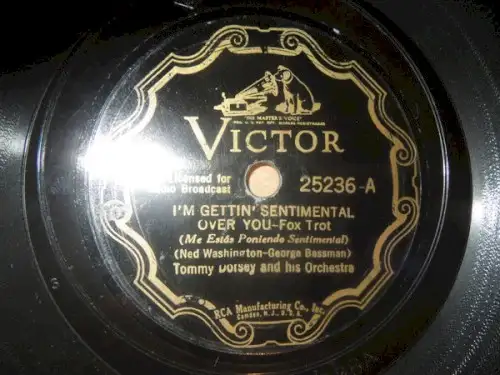 "HIS MASTER'S VOICE"
VICTOR
Licensed for
Radio Broadcast
25236-A
I'M GETTIN' SENTIMENTAL
OVER YOU-Fox Trot
(Me Estás Poniendo Sentimental)
(Ned Washington-George Bassman)
Tommy Dorsey and his Orchestra
RCA Manufacturing Co., Inc.
Camden, N.J., U.S.A.